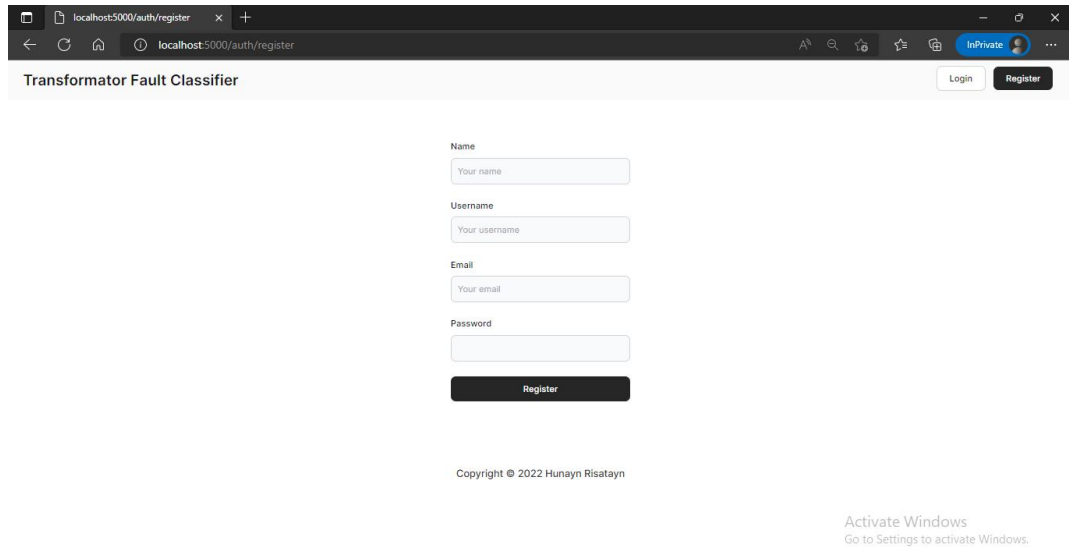 localhost:5000/auth/register
localhost:5000/auth/register
InPrivate
Transformator Fault Classifier
Login
Register
Name
Your name
Username
Your username
Email
Your email
Password
Register
Copyright © 2022 Hunayn Risatayn
Activate Windows
Go to Settings to activate Windows.